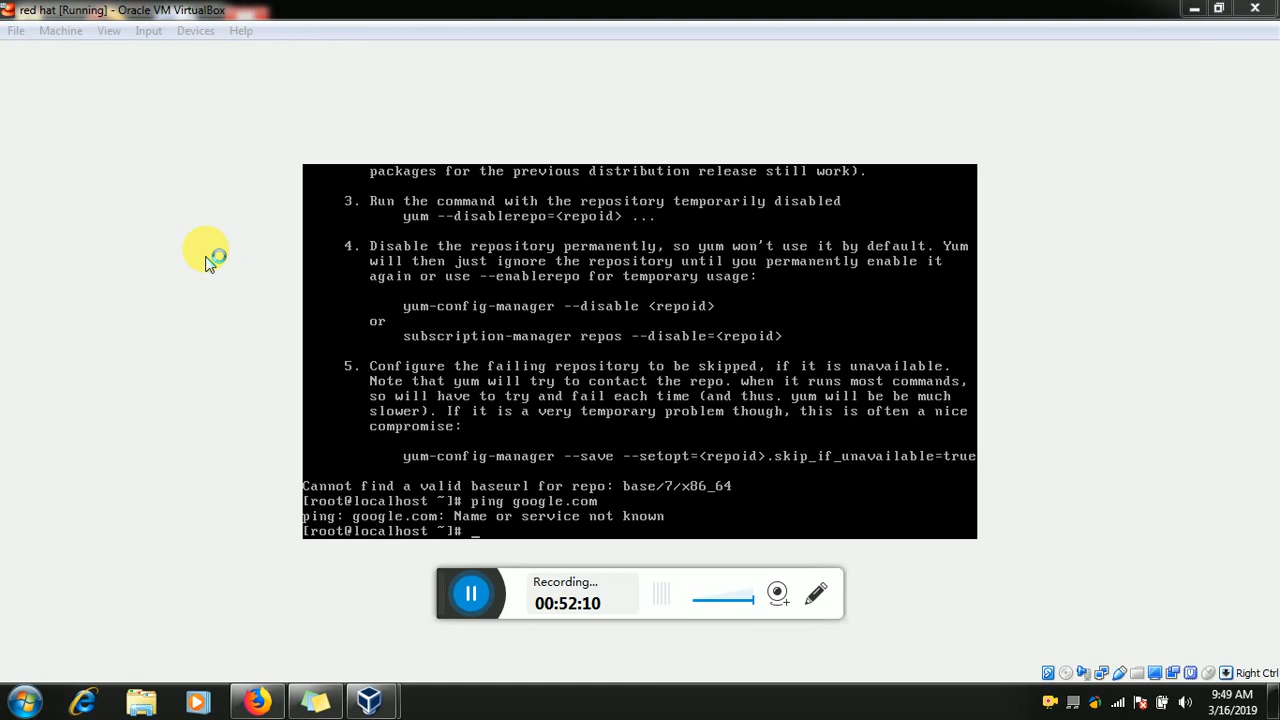 red hat [Running] - Oracle VM VirtualBox
File Machine View Input Devices Help
packages for the previous distribution release still work).
3. Run the command with the repository temporarily disabled
yum --disablerepo=<repoid> ...
4. Disable the repository permanently, so yum won't use it by default. Yum
will then just ignore the repository until you permanently enable it
again or use --enablerepo for temporary usage:
yum-config-manager --disable <repoid>
or
subscription-manager repos --disable=<repoid>
5. Configure the failing repository to be skipped, if it is unavailable.
Note that yum will try to contact the repo. when it runs most commands,
so will have to try and fail each time (and thus. yum will be be much
slower). If it is a very temporary problem though, this is often a nice
compromise:
yum-config-manager --save --setopt=<repoid>.skip_if_unavailable=true
Cannot find a valid baseurl for repo: base/7/x86_64
[root@localhost ~]# ping google.com
ping: google.com: Name or service not known
[root@localhost ~]# _
Recording...
00:52:10
Right Ctrl
9:49 AM
3/16/2019